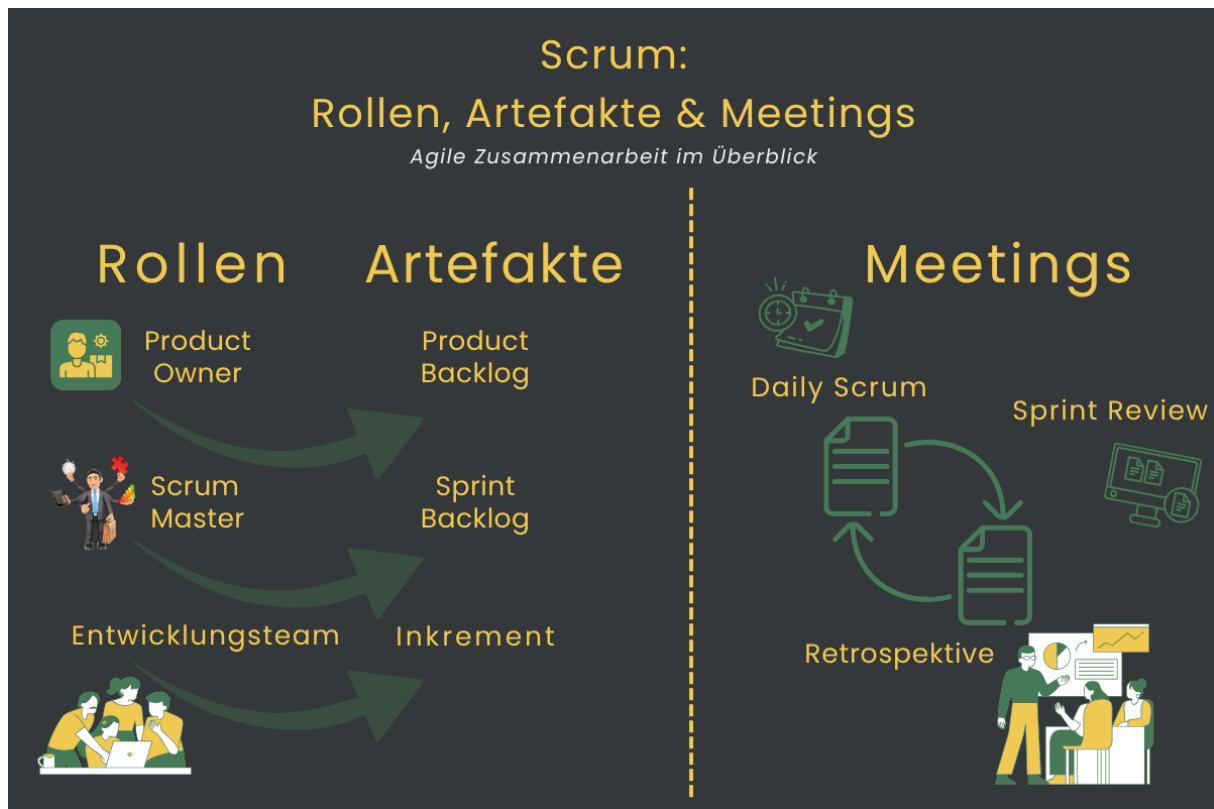 Scrum:
Rollen, Artefakte & Meetings
Agile Zusammenarbeit im Überblick
Rollen
Artefakte
Product
Owner
Product
Backlog
Scrum
Master
Sprint
Backlog
Entwicklungsteam
Inkrement
Meetings
Daily Scrum
Sprint Review
Retrospektive